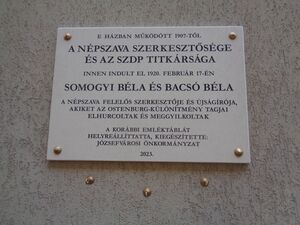 E HÁZBAN MŰKÖDÖTT 1907-TŐL
A NÉPSZAVA SZERKESZTŐSÉGE
ÉS AZ SZDP TITKÁRSÁGA
INNEN INDULT EL 1920. FEBRUÁR 17-ÉN
SOMOGYI BÉLA ÉS BACSÓ BÉLA
A NÉPSZAVA FELELŐS SZERKESZTŐJE ÉS ÚJSÁGÍRÓJA,
AKIKET AZ OSTENBURG-KÜLÖNÍTMÉNY TAGJAI
ELHURCOLTAK ÉS MEGGYILKOLTAK
A KORÁBBI EMLÉKTÁBLÁT
HELYREÁLLÍTTATTA, KIEGÉSZÍTETTE:
JÓZSEFVÁROSI ÖNKORMÁNYZAT
2023.